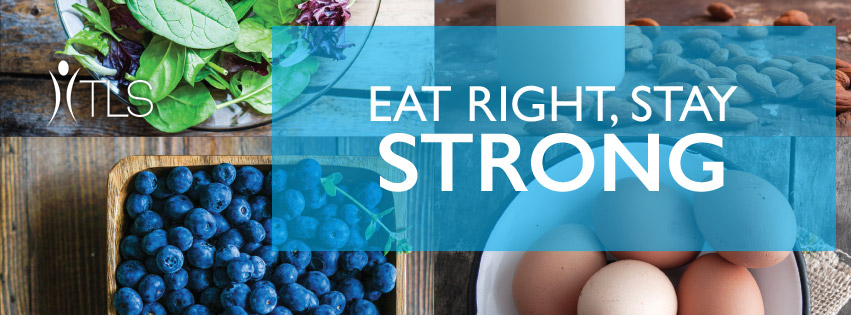 TLS
EAT RIGHT, STAY
STRONG